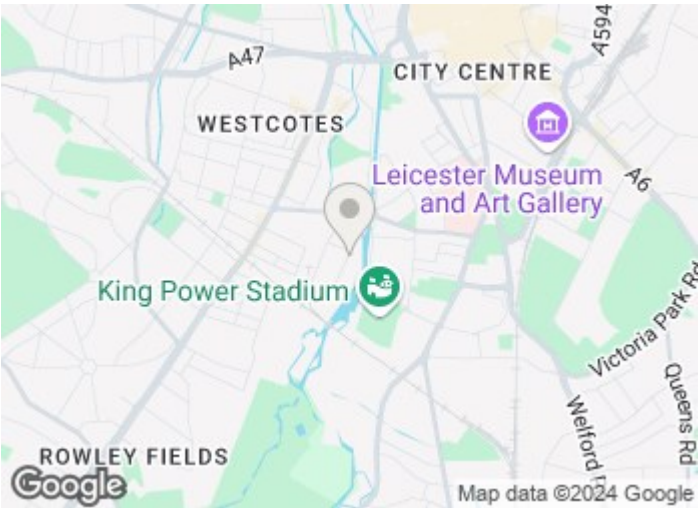 A47
CITY CENTRE
A594
WESTCOTES
Leicester Museum
and Art Gallery
A6
King Power Stadium
Victoria Park Rd
Queens Rd
Welford
ROWLEY FIELDS
Google
Map data ©2024 Google